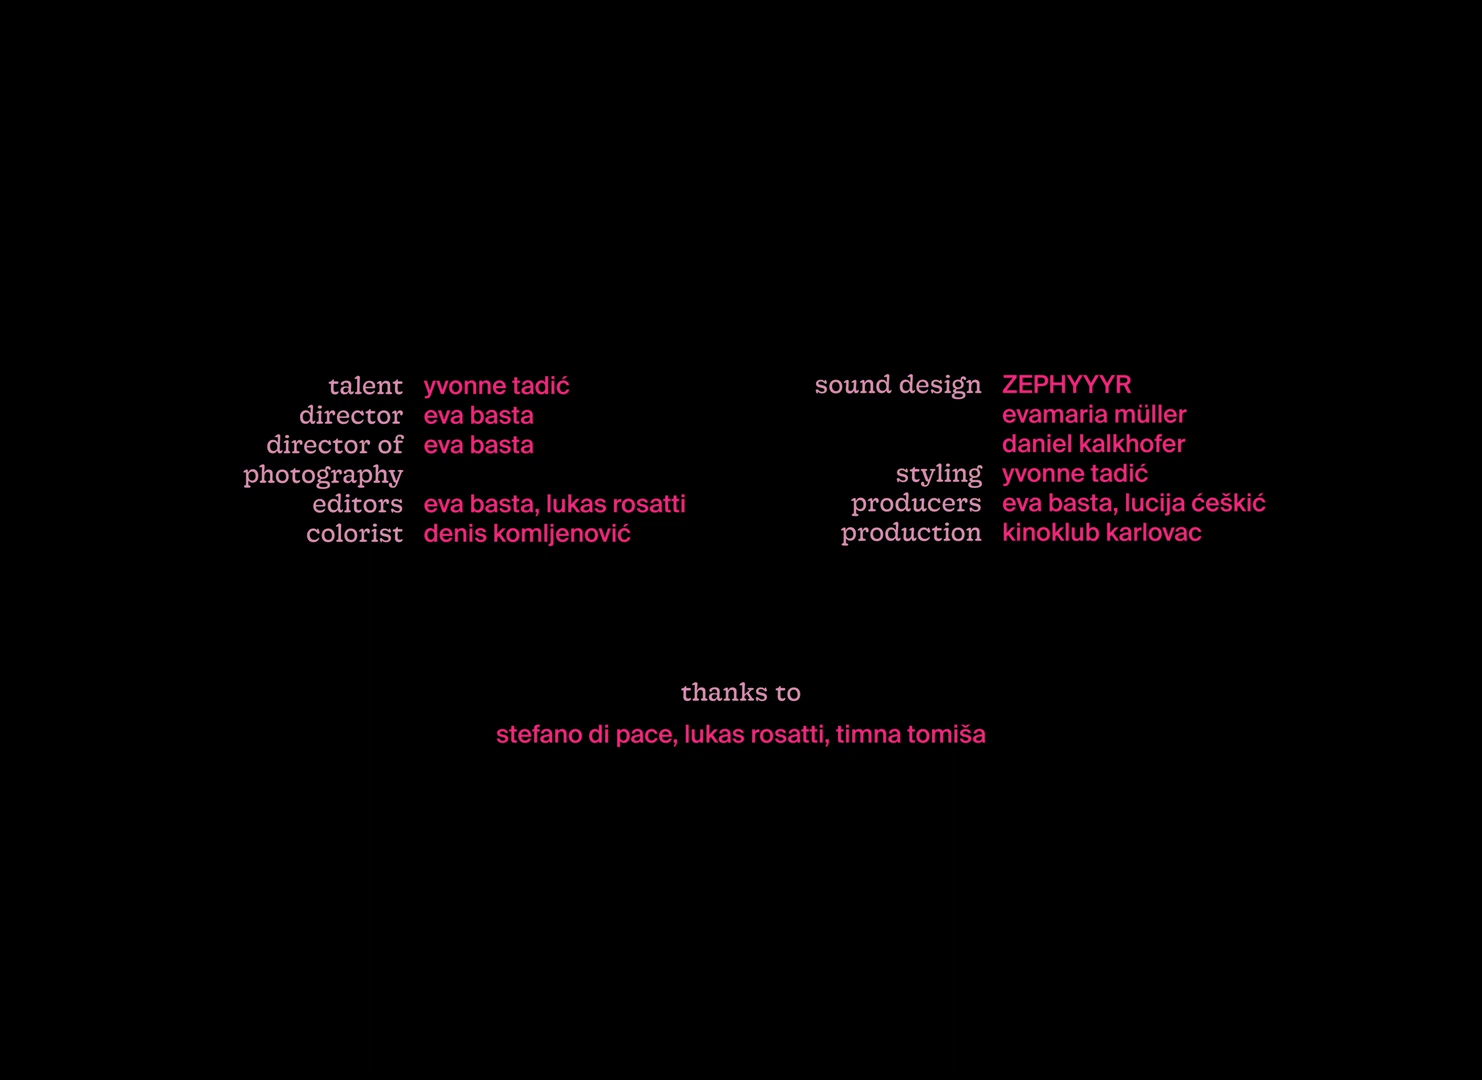 talent yvonne tadić
director eva basta
director of eva basta
photography
editors eva basta, lukas rosatti
colorist denis komljenović
sound design ZEPHYYYR
evamaria müller
daniel kalkhofer
styling yvonne tadić
producers eva basta, lucija ćeškić
production kinoklub karlovac
thanks to
stefano di pace, lukas rosatti, timna tomiša